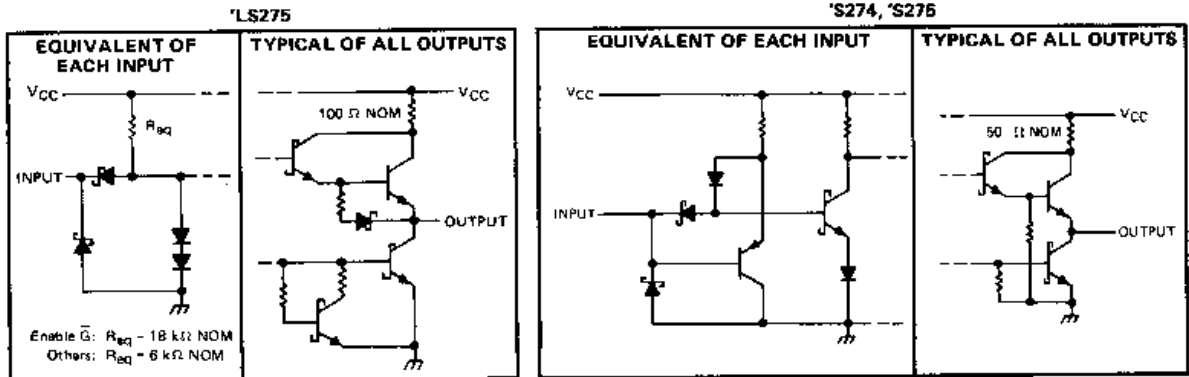 'LS275
EQUIVALENT OF
EACH INPUT
VCC
Req
INPUT
Enable G̅: Req – 18 kΩ NOM
Others: Req – 6 kΩ NOM
TYPICAL OF ALL OUTPUTS
VCC
100 Ω NOM
OUTPUT
'S274, 'S275
EQUIVALENT OF EACH INPUT
VCC
INPUT
TYPICAL OF ALL OUTPUTS
VCC
50 Ω NOM
OUTPUT